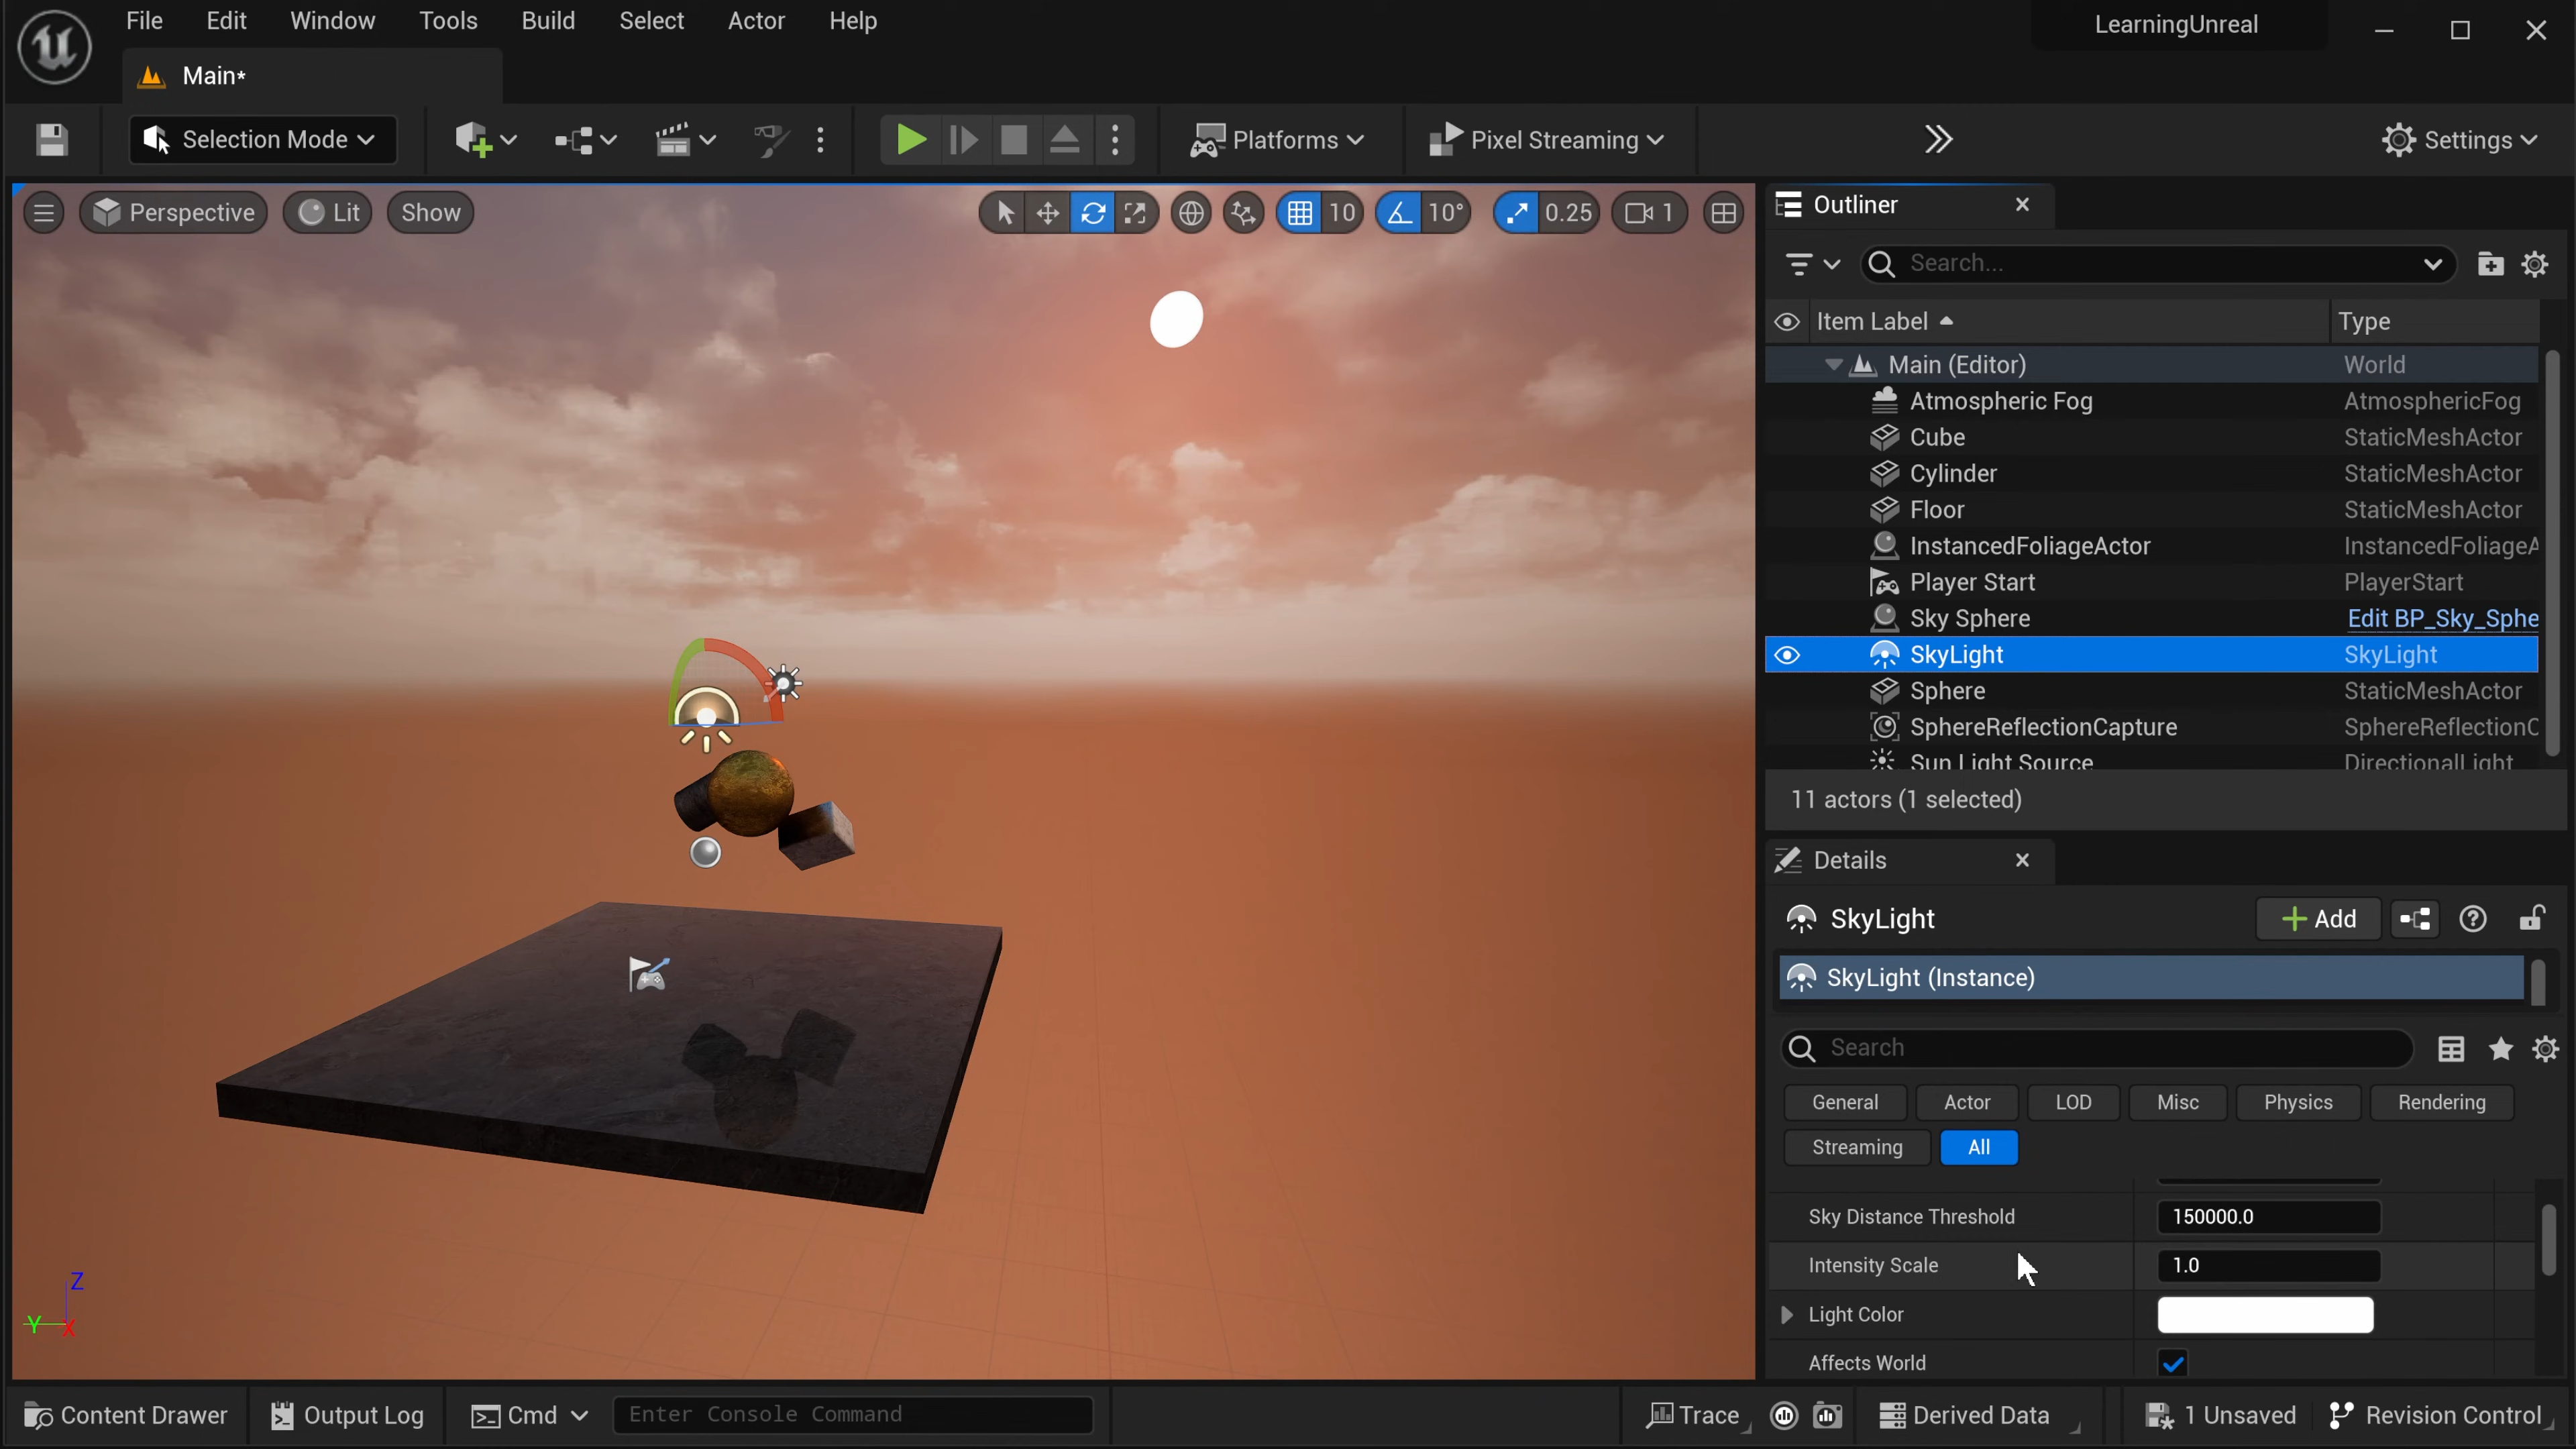 File Edit Window Tools Build Select Actor Help
LearningUnreal
Main*
Selection Mode
Platforms
Pixel Streaming
Settings
Perspective Lit Show
10 10° 0.25 1
Outliner
Search...
Item Label Type
Main (Editor) World
Atmospheric Fog AtmosphericFog
Cube StaticMeshActor
Cylinder StaticMeshActor
Floor StaticMeshActor
InstancedFoliageActor InstancedFoliageA
Player Start PlayerStart
Sky Sphere Edit BP_Sky_Sphe
SkyLight SkyLight
Sphere StaticMeshActor
SphereReflectionCapture SphereReflectionC
Sun Light Source DirectionalLight
11 actors (1 selected)
Details
SkyLight
Add
SkyLight (Instance)
Search
General Actor LOD Misc Physics Rendering
Streaming All
Sky Distance Threshold 150000.0
Intensity Scale 1.0
Light Color
Affects World
Z
Y X
Content Drawer Output Log Cmd Enter Console Command Trace Derived Data 1 Unsaved Revision Control